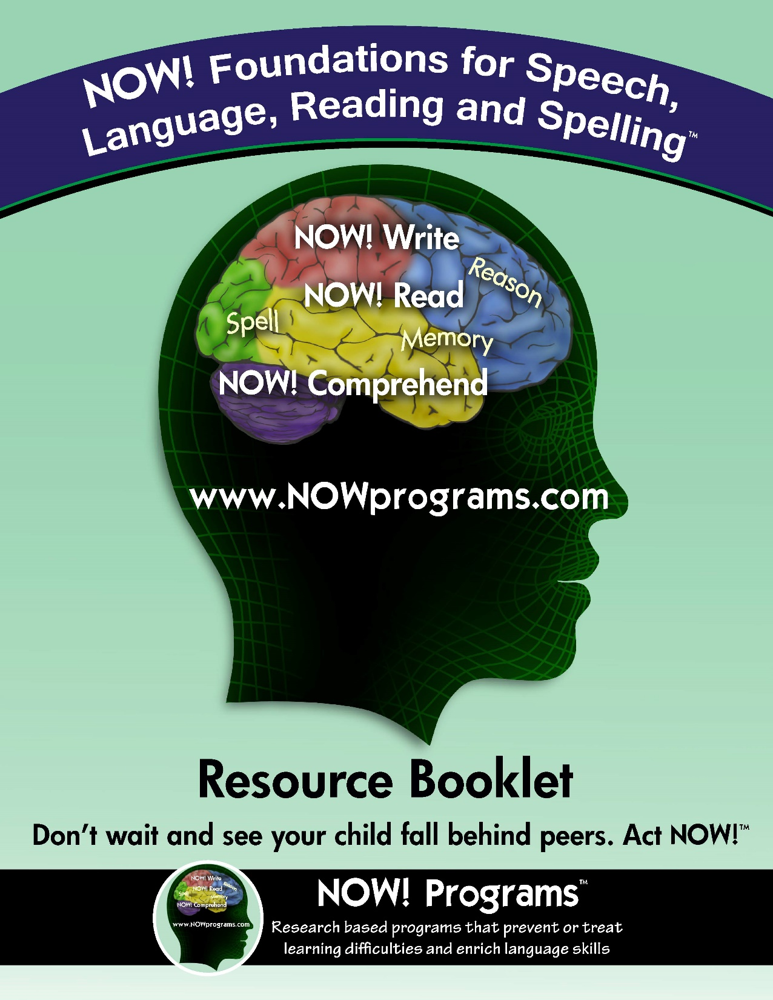 NOW! Foundations for Speech,
Language, Reading and Spelling™
NOW! Write
Reason
NOW! Read
Spell
Memory
NOW! Comprehend
www.NOWprograms.com
Resource Booklet
Don't wait and see your child fall behind peers. Act NOW!™
NOW! Write
Reason
NOW! Read
Spell
Memory
NOW! Comprehend
www.NOWprograms.com
NOW! Programs™
Research based programs that prevent or treat
learning difficulties and enrich language skills